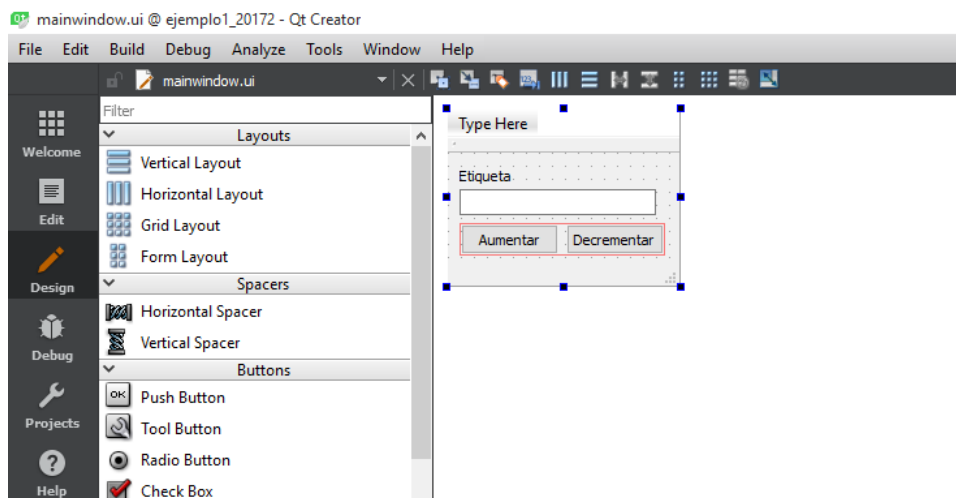 mainwindow.ui @ ejemplo1_20172 - Qt Creator
File Edit Build Debug Analyze Tools Window Help
mainwindow.ui
Filter
Layouts
Vertical Layout
Horizontal Layout
Grid Layout
Form Layout
Spacers
Horizontal Spacer
Vertical Spacer
Buttons
OK Push Button
Tool Button
Radio Button
Check Box
Welcome
Edit
Design
Debug
Projects
Help
Type Here
Etiqueta
Aumentar Decrementar